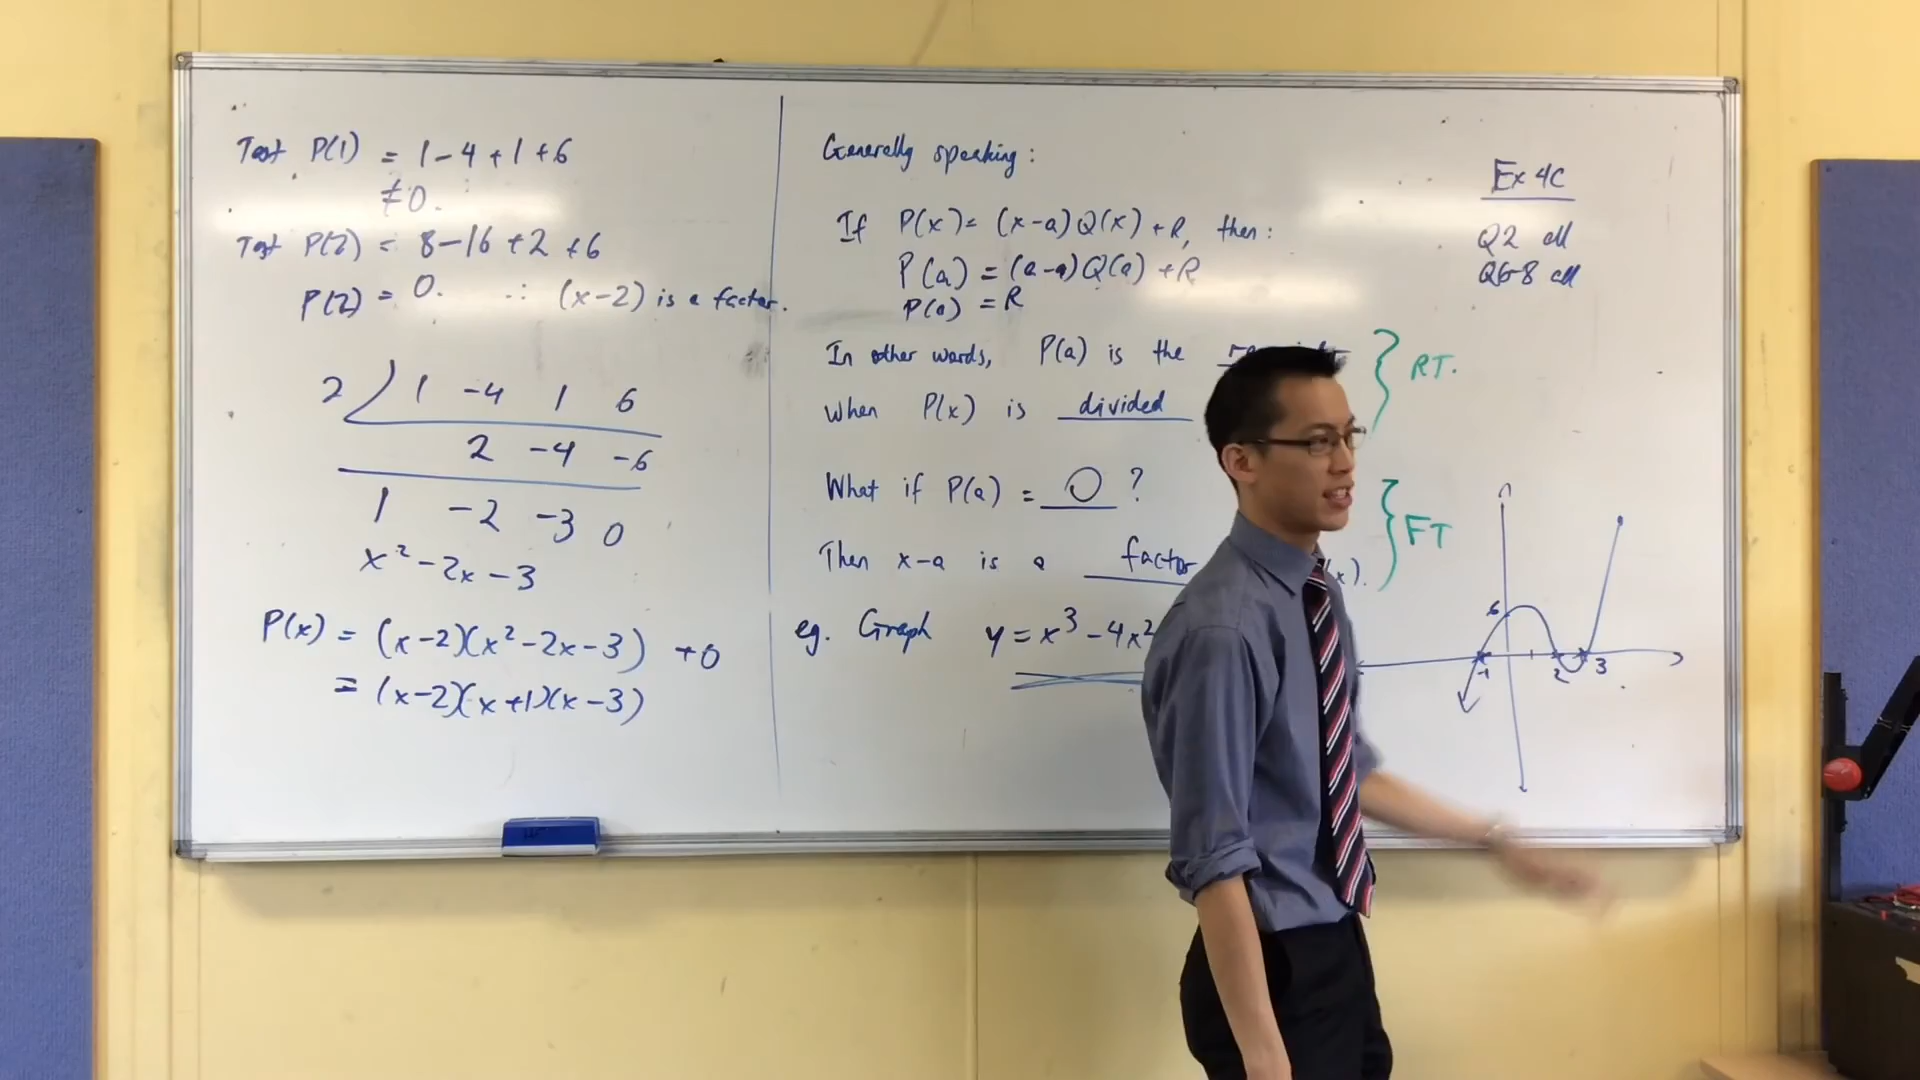 Test P(1) = 1-4+1+6
≠0.
Test P(2) = 8-16+2+6
P(2) = 0. ∴ (x-2) is a factor.
2 1 -4 1 6
2 -4 -6
1 -2 -3 0
x²-2x-3
P(x) = (x-2)(x²-2x-3) +0
= (x-2)(x+1)(x-3)
Generally speaking:
If P(x) = (x-a)Q(x)+R, then:
P(a) = (a-a)Q(a)+R
P(a) = R
In other words, P(a) is the
When P(x) is divided
What if P(a) = 0 ?
Then x-a is a factor x).
eg. Graph y = x³-4x²
RT.
FT
Ex 4C
Q2 all
Q6-8 all
6
-1 2 3